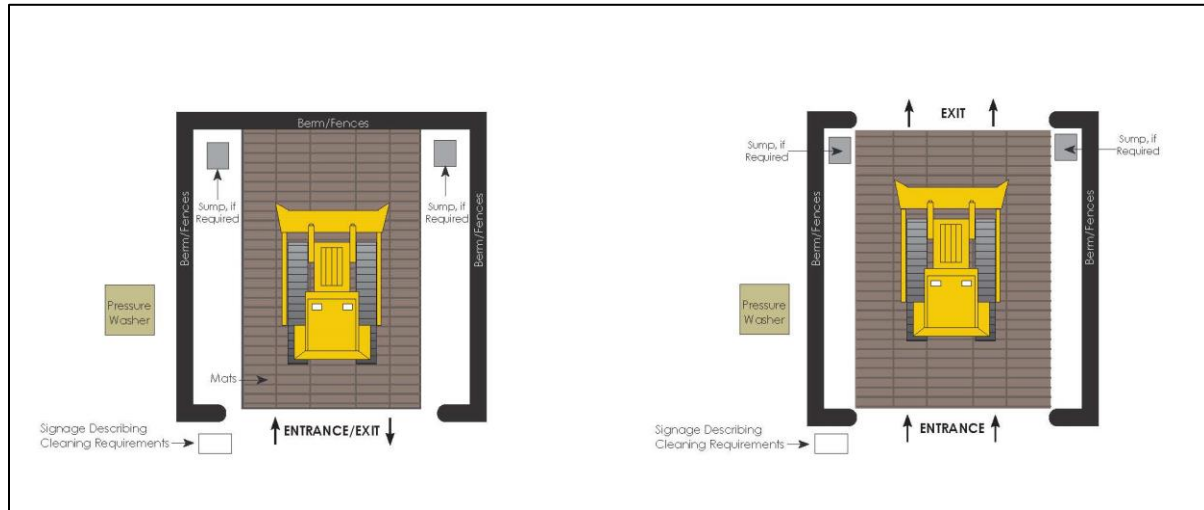 Berm/Fences
Berm/Fences
Berm/Fences
Sump, if
Required
Sump, if
Required
Pressure
Washer
Mats
Signage Describing
Cleaning Requirements
ENTRANCE/EXIT
EXIT
Sump, if
Required
Sump, if
Required
Berm/Fences
Berm/Fences
Pressure
Washer
Signage Describing
Cleaning Requirements
ENTRANCE